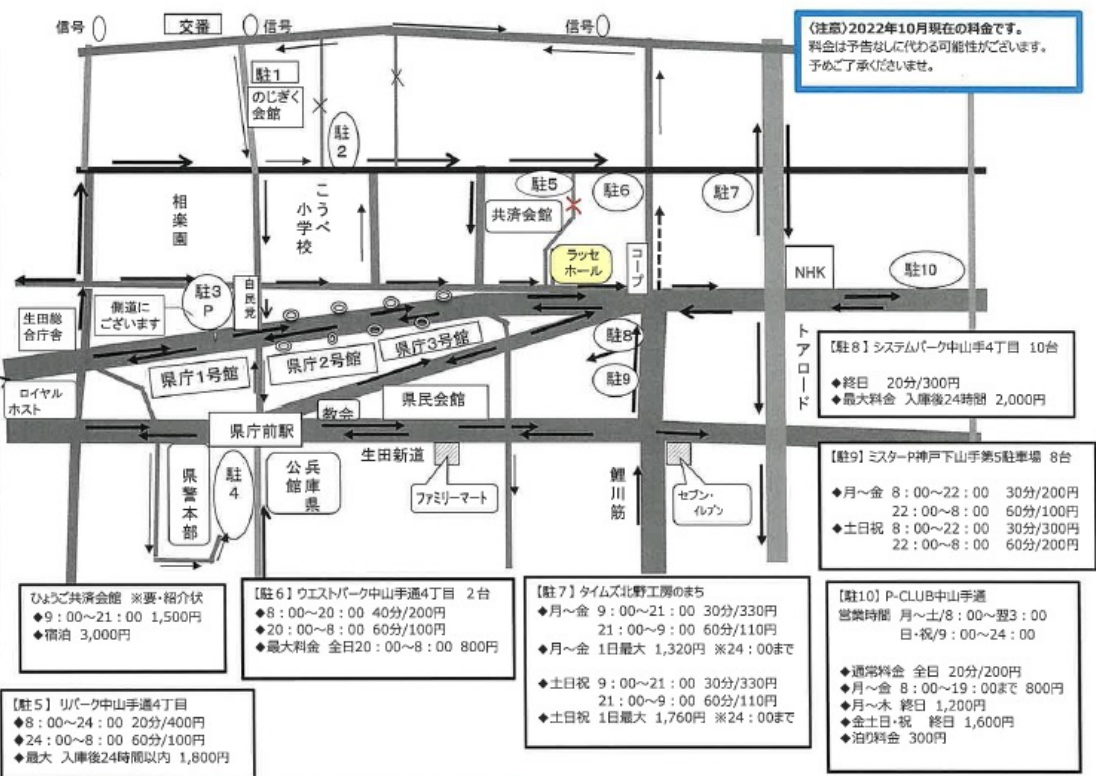 信号
交番
信号
信号
〈注意〉2022年10月現在の料金です。
料金は予告なしに代わる可能性がございます。
予めご了承くださいませ。
駐1
のじぎく
会館
駐
2
相楽園
こうべ
小学校
駐5
共済会館
駐6
駐7
ラッセ
ホール
コープ
NHK
駐10
生田総
合庁舎
側道に
ございます
駐3
P
自民党
県庁1号館
県庁2号館
県庁3号館
駐8
駐9
トアロード
ロイヤル
ホスト
県庁前駅
教会
県民会館
生田新道
県警本部
駐
4
兵庫県
公館
ファミリーマート
鯉川筋
セブン・
イレブン
【駐8】システムパーク中山手4丁目 10台
◆終日 20分/300円
◆最大料金 入庫後24時間 2,000円
【駐9】ミスターP神戸下山手第5駐車場 8台
◆月～金 8：00～22：00 30分/200円
22：00～8：00 60分/100円
◆土日祝 8：00～22：00 30分/300円
22：00～8：00 60分/200円
ひょうご共済会館 ※要・紹介状
◆9：00～21：00 1,500円
◆宿泊 3,000円
【駐6】ウエストパーク中山手通4丁目 2台
◆8：00～20：00 40分/200円
◆20：00～8：00 60分/100円
◆最大料金 全日20：00～8：00 800円
【駐7】タイムズ北野工房のまち
◆月～金 9：00～21：00 30分/330円
21：00～9：00 60分/110円
◆月～金 1日最大 1,320円 ※24：00まで
◆土日祝 9：00～21：00 30分/330円
21：00～9：00 60分/110円
◆土日祝 1日最大 1,760円 ※24：00まで
【駐10】P-CLUB中山手通
営業時間 月～土/8：00～翌3：00
日・祝/9：00～24：00
◆通常料金 全日 20分/200円
◆月～金 8：00～19：00まで 800円
◆月～木 終日 1,200円
◆金土日・祝 終日 1,600円
◆泊り料金 300円
【駐5】リパーク中山手通4丁目
◆8：00～24：00 20分/400円
◆24：00～8：00 60分/100円
◆最大 入庫後24時間以内 1,800円